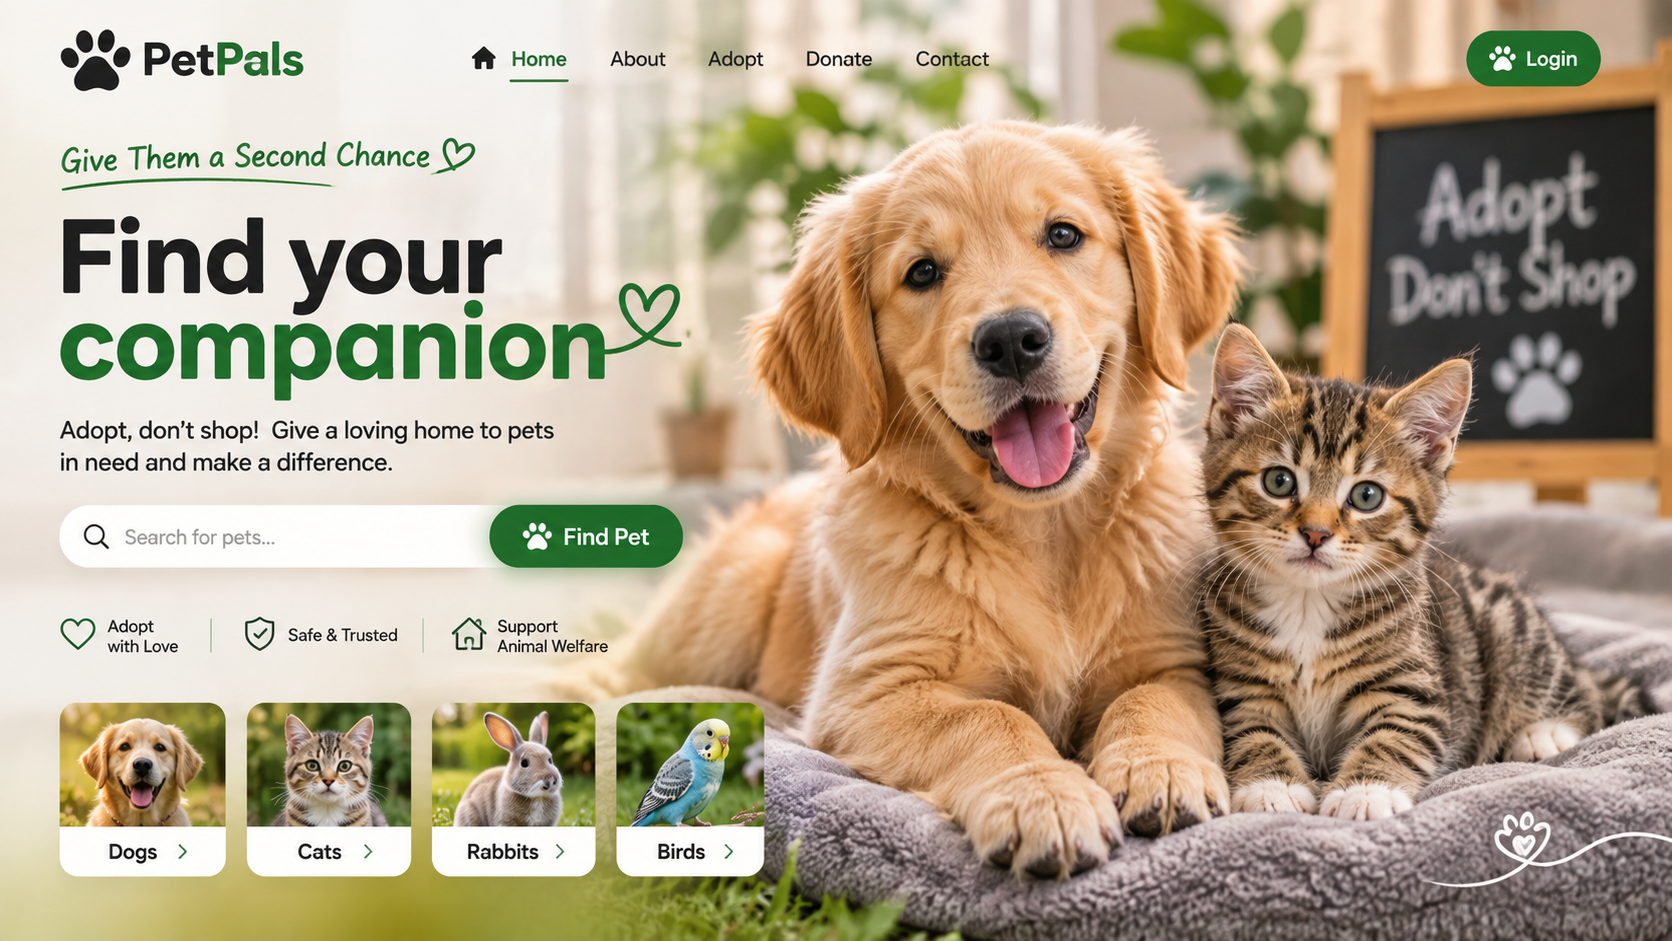 PetPals
Home
About
Adopt
Donate
Contact
Login
Give Them a Second Chance
Find your
companion
Adopt, don't shop! Give a loving home to pets
in need and make a difference.
Search for pets...
Find Pet
Adopt
with Love
Safe & Trusted
Support
Animal Welfare
Dogs
Cats
Rabbits
Birds
Adopt
Don't Shop